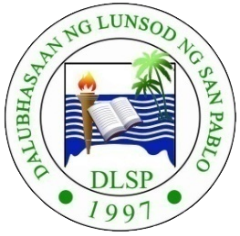 DALUBHASAAN NG LUNSOD NG SAN PABLO
DLSP
1997